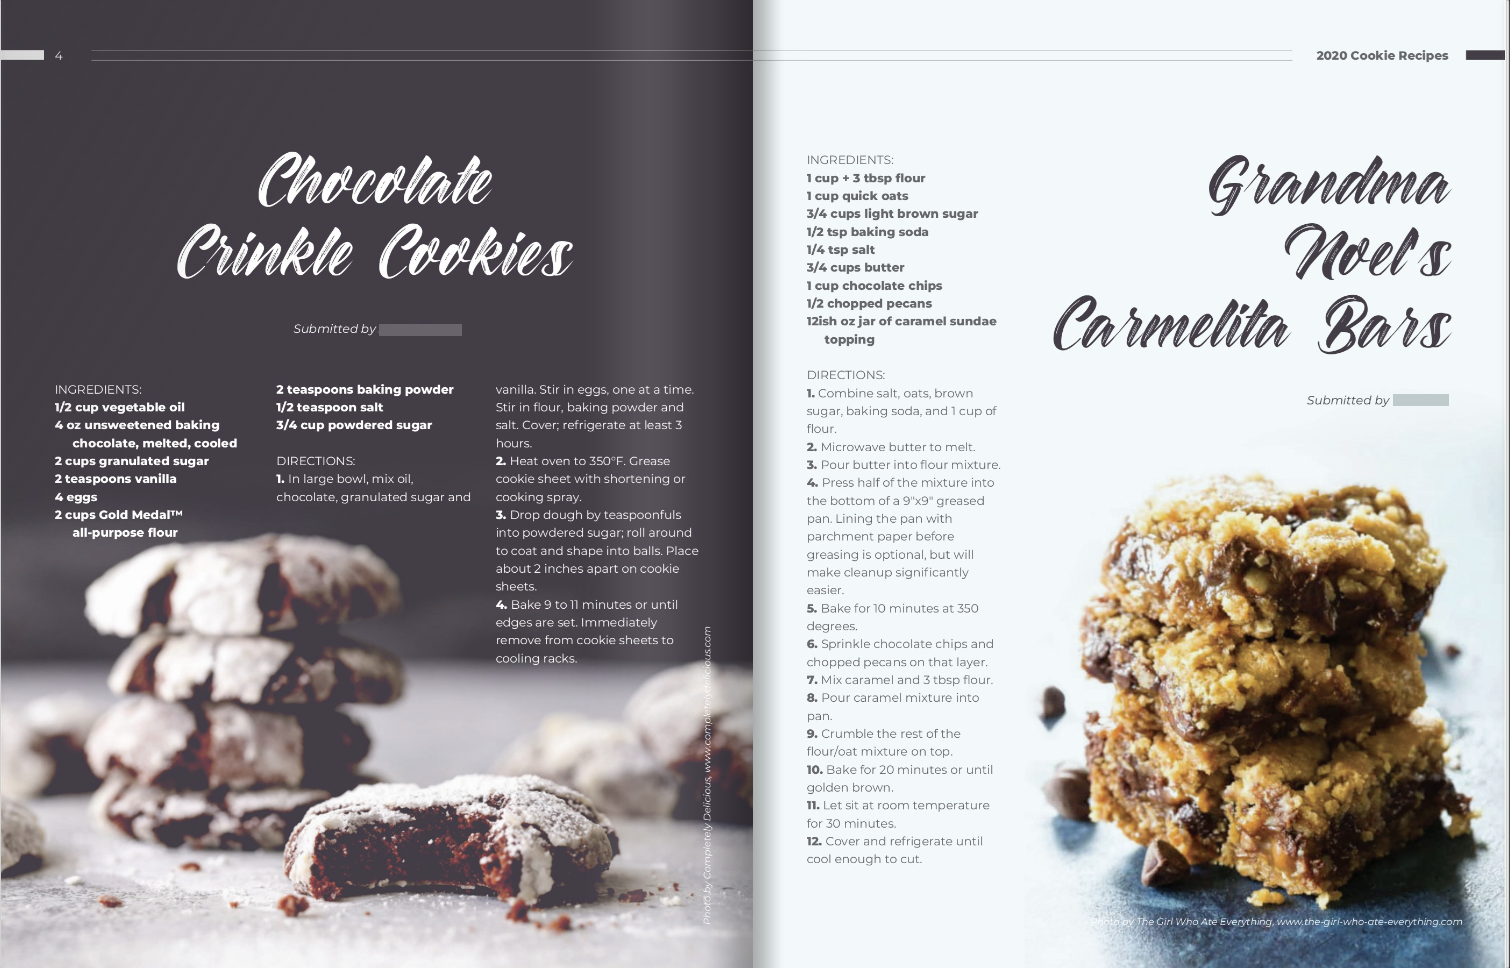 4
Chocolate
Crinkle Cookies
Submitted by
INGREDIENTS:
1/2 cup vegetable oil
4 oz unsweetened baking
chocolate, melted, cooled
2 cups granulated sugar
2 teaspoons vanilla
4 eggs
2 cups Gold Medal™
all-purpose flour
2 teaspoons baking powder
1/2 teaspoon salt
3/4 cup powdered sugar
DIRECTIONS:
1. In large bowl, mix oil,
chocolate, granulated sugar and
vanilla. Stir in eggs, one at a time.
Stir in flour, baking powder and
salt. Cover; refrigerate at least 3
hours.
2. Heat oven to 350°F. Grease
cookie sheet with shortening or
cooking spray.
3. Drop dough by teaspoonfuls
into powdered sugar; roll around
to coat and shape into balls. Place
about 2 inches apart on cookie
sheets.
4. Bake 9 to 11 minutes or until
edges are set. Immediately
remove from cookie sheets to
cooling racks.
Photo by Completely Delicious, www.completelydelicious.com
2020 Cookie Recipes
INGREDIENTS:
1 cup + 3 tbsp flour
1 cup quick oats
3/4 cups light brown sugar
1/2 tsp baking soda
1/4 tsp salt
3/4 cups butter
1 cup chocolate chips
1/2 chopped pecans
12ish oz jar of caramel sundae
topping
DIRECTIONS:
1. Combine salt, oats, brown
sugar, baking soda, and 1 cup of
flour.
2. Microwave butter to melt.
3. Pour butter into flour mixture.
4. Press half of the mixture into
the bottom of a 9"x9" greased
pan. Lining the pan with
parchment paper before
greasing is optional, but will
make cleanup significantly
easier.
5. Bake for 10 minutes at 350
degrees.
6. Sprinkle chocolate chips and
chopped pecans on that layer.
7. Mix caramel and 3 tbsp flour.
8. Pour caramel mixture into
pan.
9. Crumble the rest of the
flour/oat mixture on top.
10. Bake for 20 minutes or until
golden brown.
11. Let sit at room temperature
for 30 minutes.
12. Cover and refrigerate until
cool enough to cut.
Grandma
Noel's
Carmelita Bars
Submitted by
Photo by The Girl Who Ate Everything, www.the-girl-who-ate-everything.com